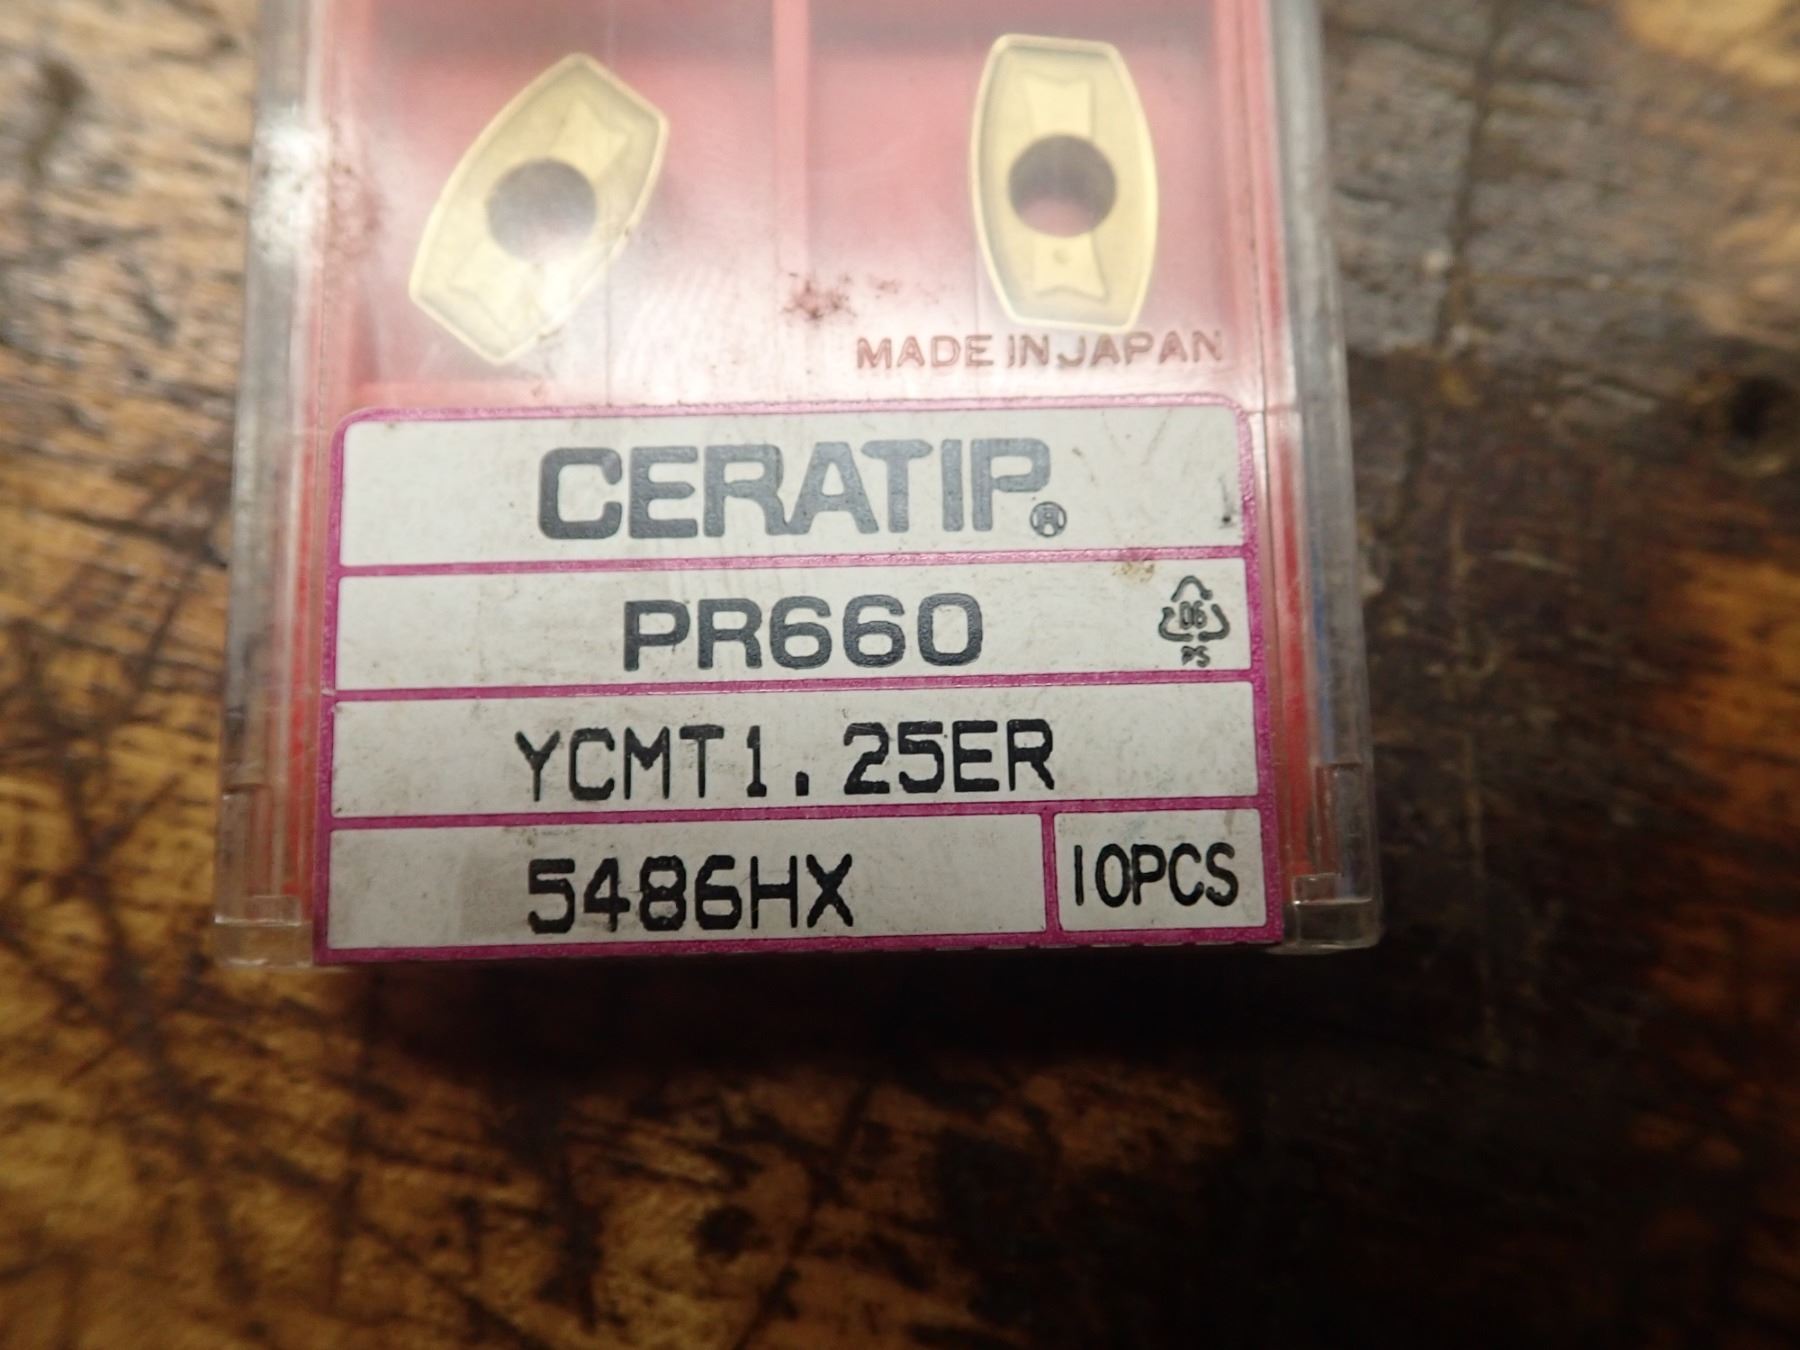 MADE IN JAPAN
CERATIP®
PR660
06
PS
YCMT1.25ER
5486HX
10PCS